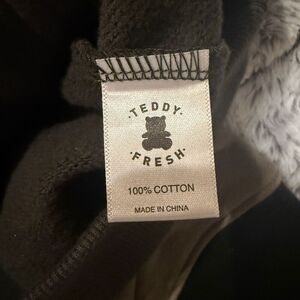 ·TEDDY·
FRESH·
100% COTTON
MADE IN CHINA